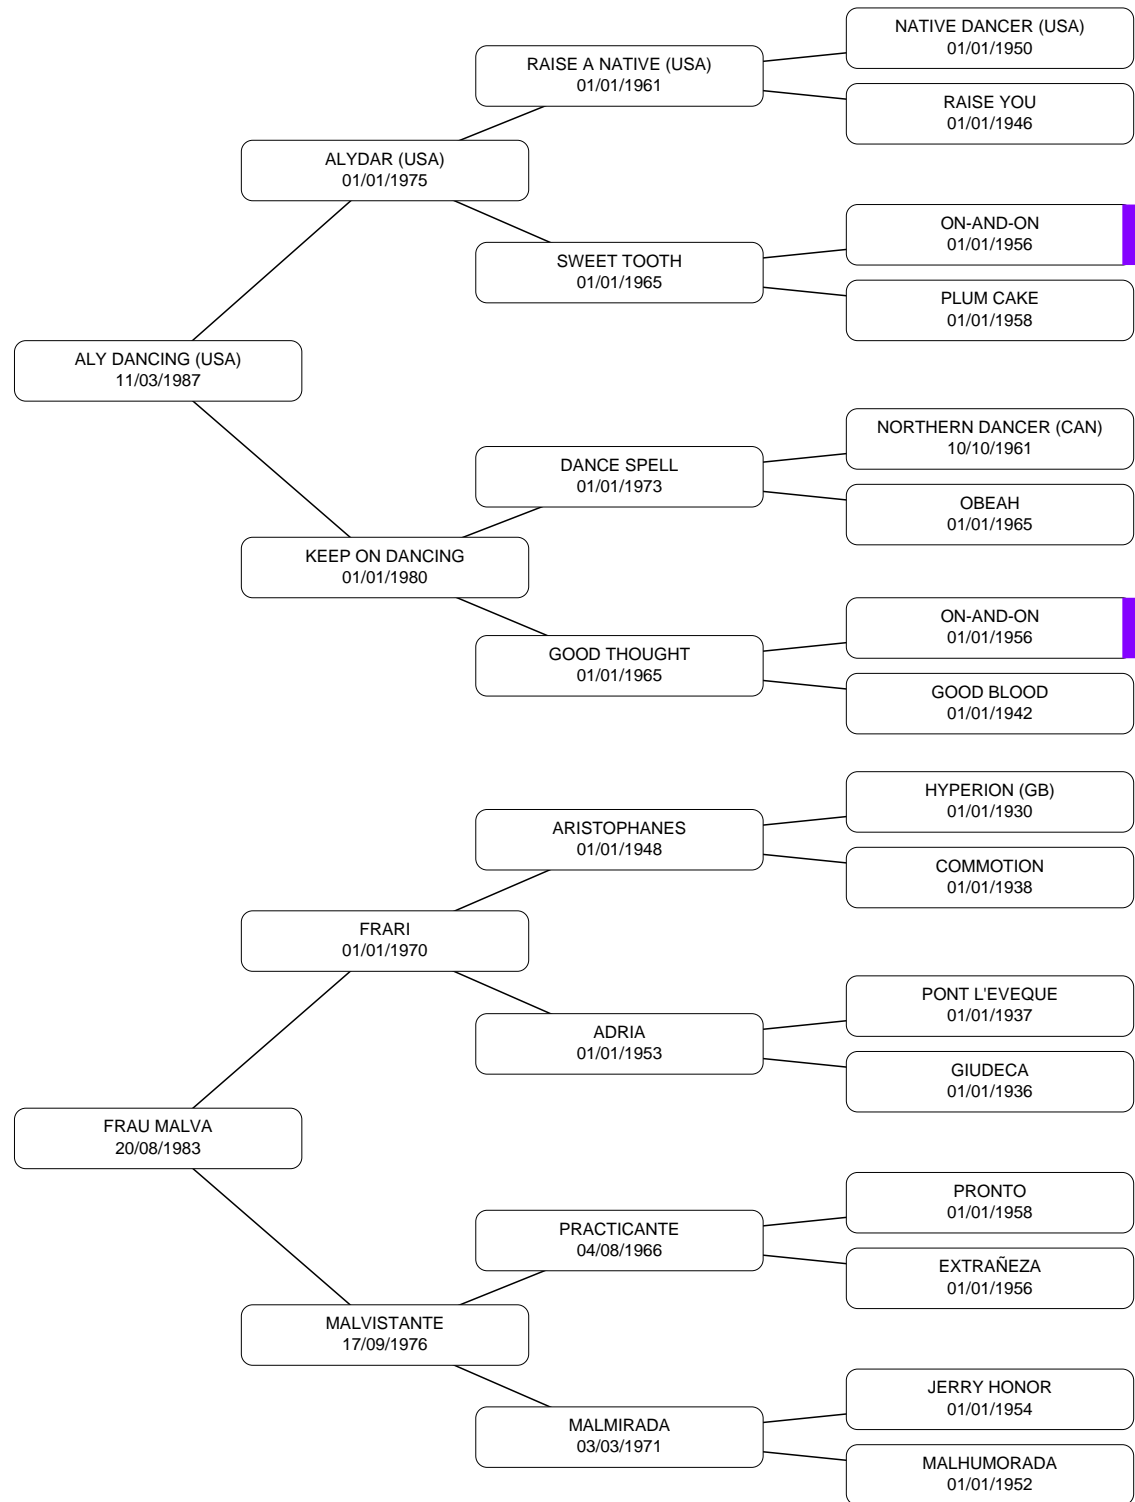 NATIVE DANCER (USA)
01/01/1950
RAISE A NATIVE (USA)
01/01/1961
RAISE YOU
01/01/1946
ALYDAR (USA)
01/01/1975
ON-AND-ON
01/01/1956
SWEET TOOTH
01/01/1965
PLUM CAKE
01/01/1958
ALY DANCING (USA)
11/03/1987
NORTHERN DANCER (CAN)
10/10/1961
DANCE SPELL
01/01/1973
OBEAH
01/01/1965
KEEP ON DANCING
01/01/1980
ON-AND-ON
01/01/1956
GOOD THOUGHT
01/01/1965
GOOD BLOOD
01/01/1942
HYPERION (GB)
01/01/1930
ARISTOPHANES
01/01/1948
COMMOTION
01/01/1938
FRARI
01/01/1970
PONT L'EVEQUE
01/01/1937
ADRIA
01/01/1953
GIUDECA
01/01/1936
FRAU MALVA
20/08/1983
PRONTO
01/01/1958
PRACTICANTE
04/08/1966
EXTRAÑEZA
01/01/1956
MALVISTANTE
17/09/1976
JERRY HONOR
01/01/1954
MALMIRADA
03/03/1971
MALHUMORADA
01/01/1952